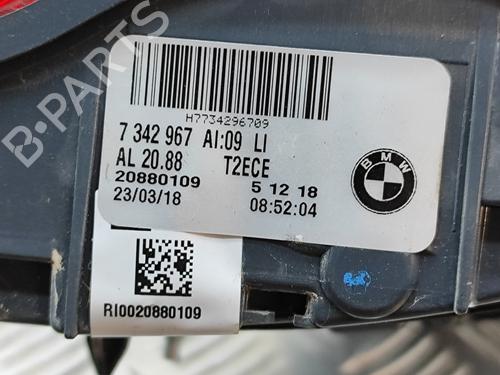 H7734296709
7 342 967 AI:09 LI
AL 20.88 T2ECE
20880109 5 12 18
23/03/18 08:52:04
BMW
RI0020880109